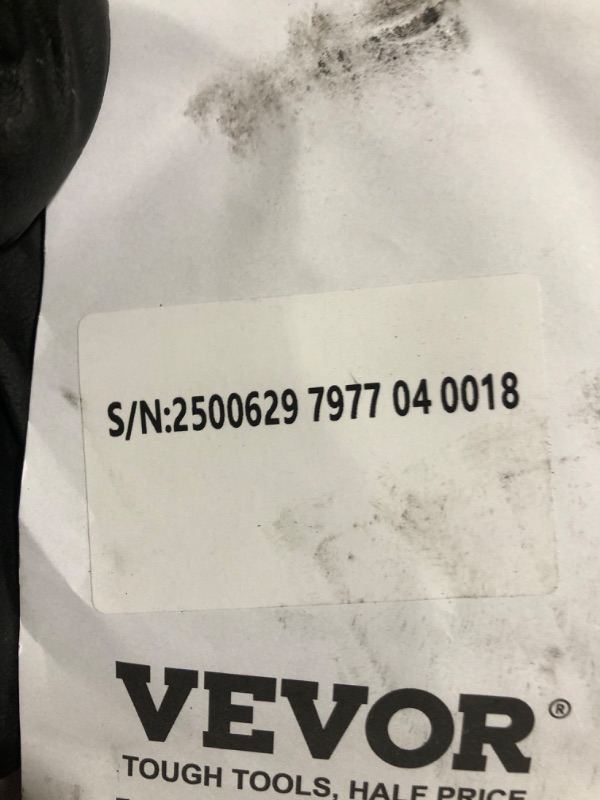 S/N:2500629 7977 04 0018
VEVOR®
TOUGH TOOLS, HALF PRICE